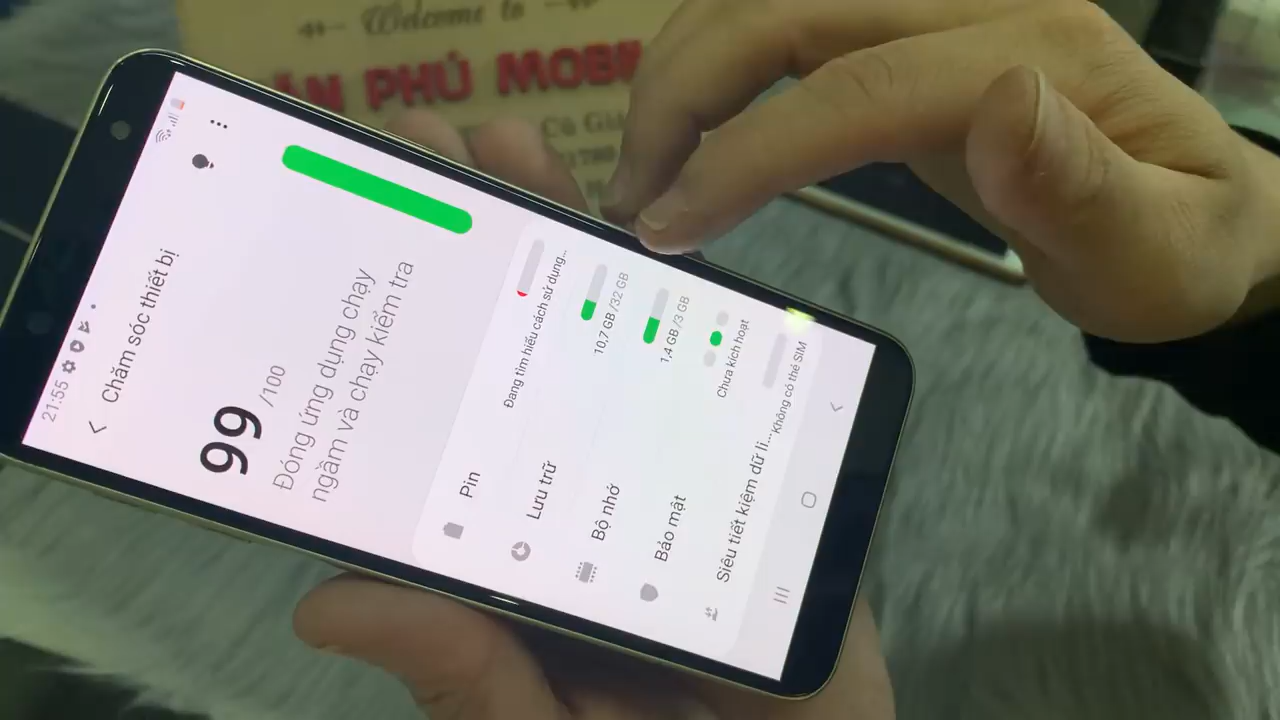 Welcome to
PHÚ MOBI
21:55
Chăm sóc thiết bị
99 /100
Đóng ứng dụng chạy
ngầm và chạy kiểm tra
Pin
Đang tìm hiểu cách sử dụng...
Lưu trữ
10,7 GB /32 GB
Bộ nhớ
1,4 GB /3 GB
Bảo mật
Chưa kích hoạt
Siêu tiết kiệm dữ li...
Không có thẻ SIM